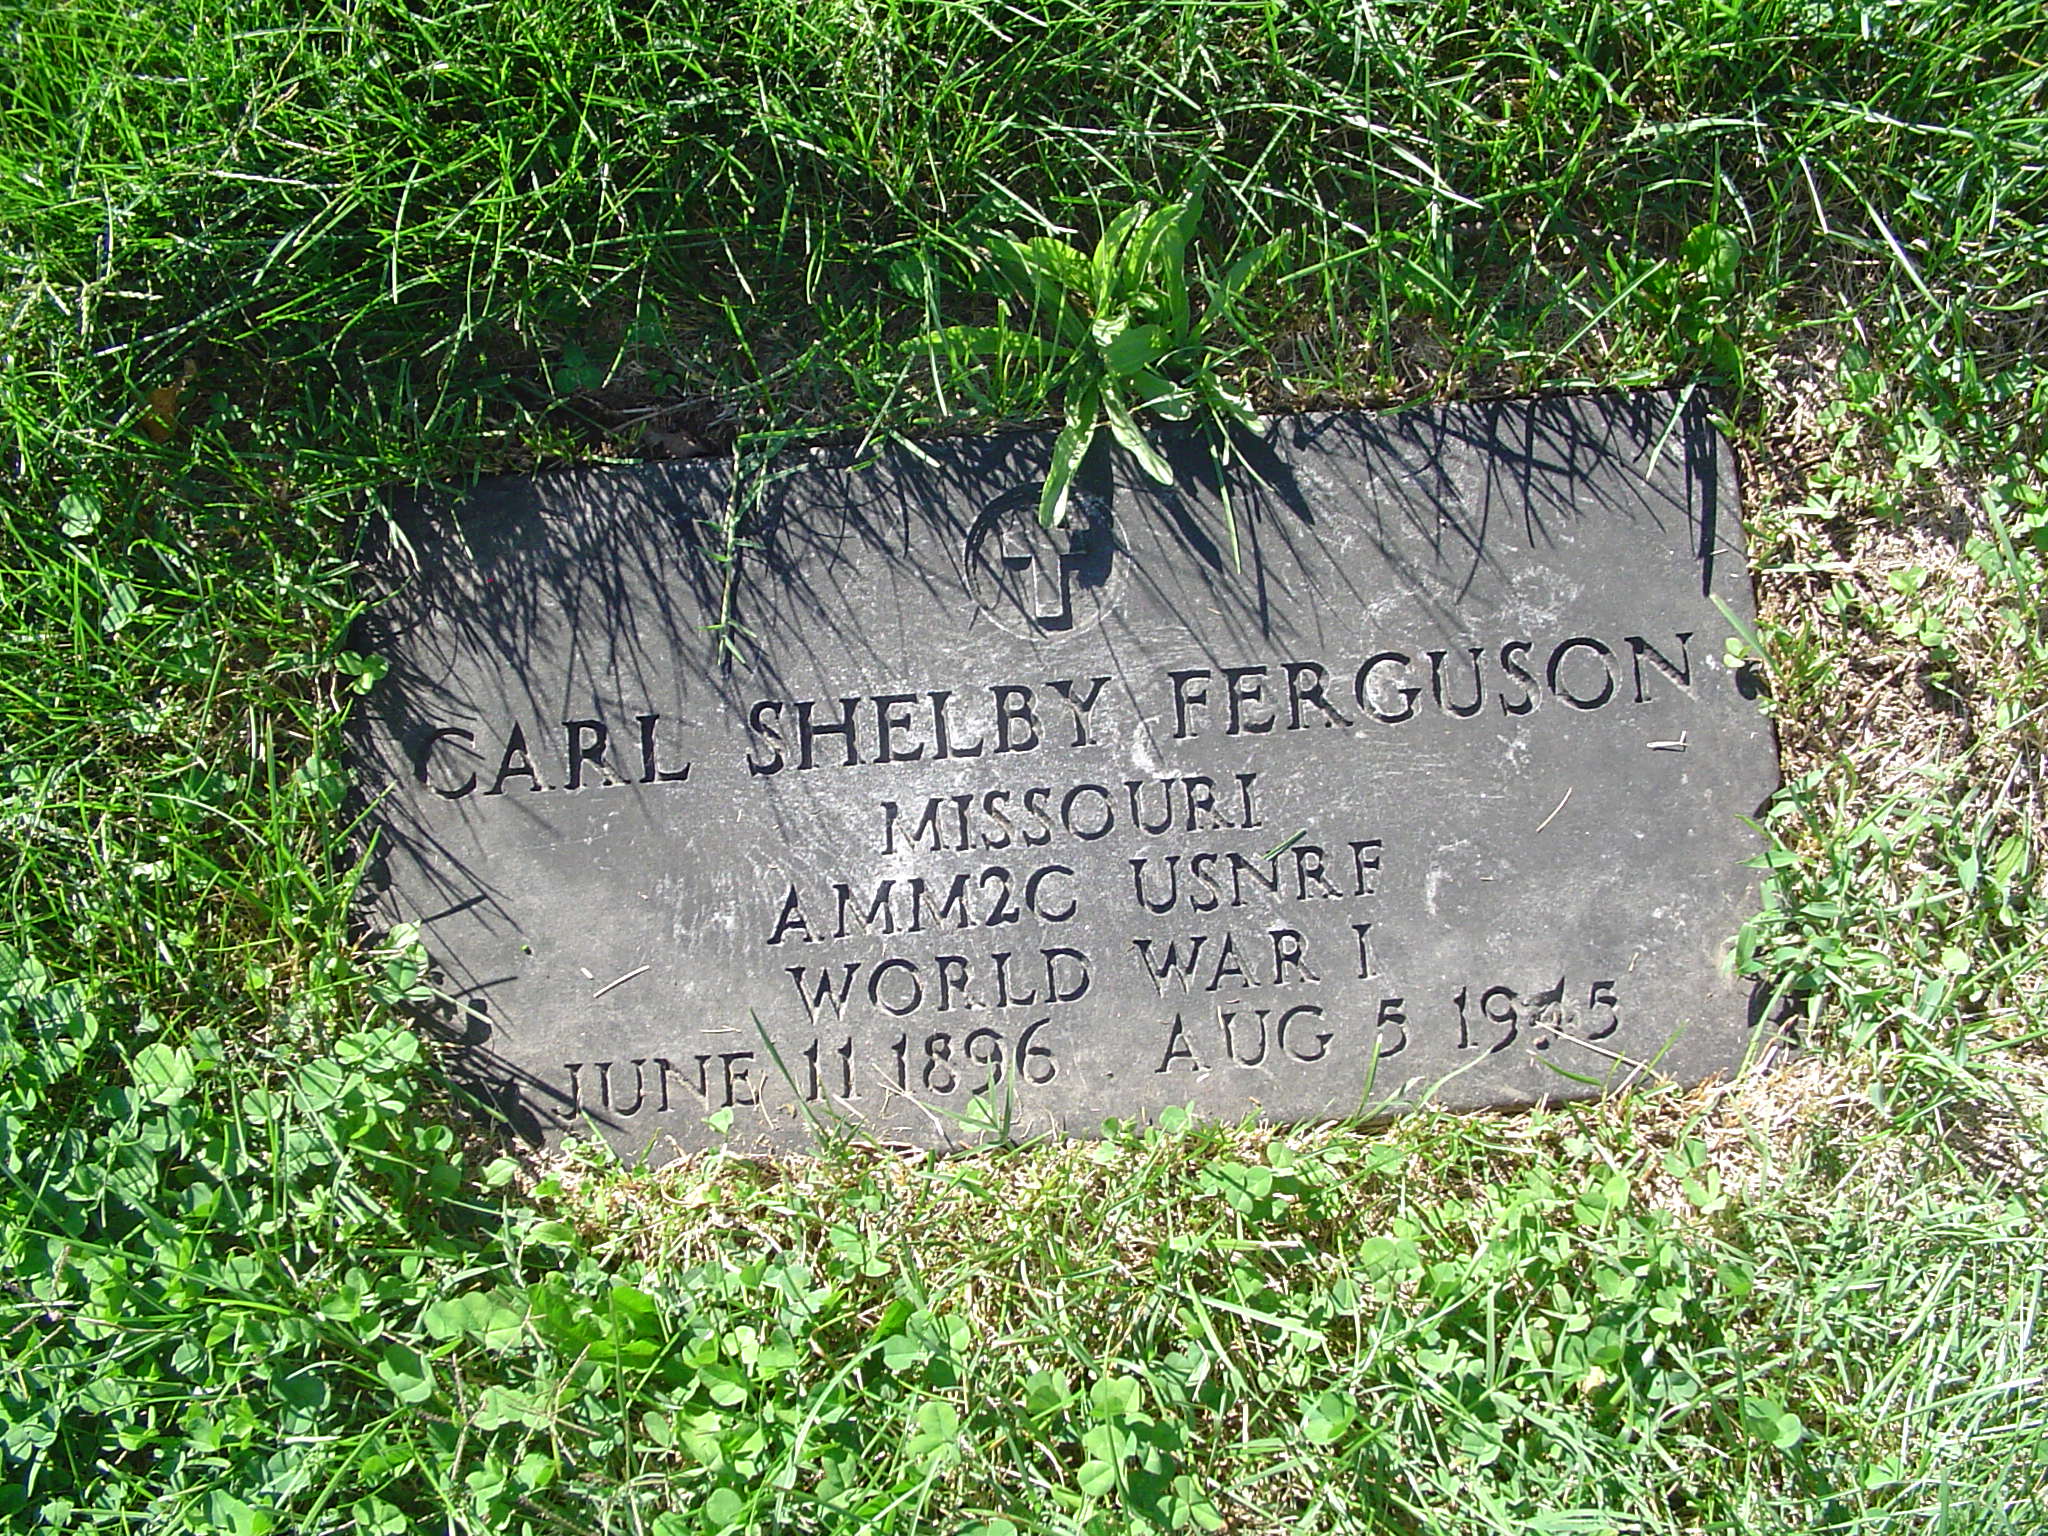 CARL SHELBY FERGUSON
MISSOURI
AMM2C USNRF
WORLD WAR I
JUNE 11 1896 AUG 5 1945